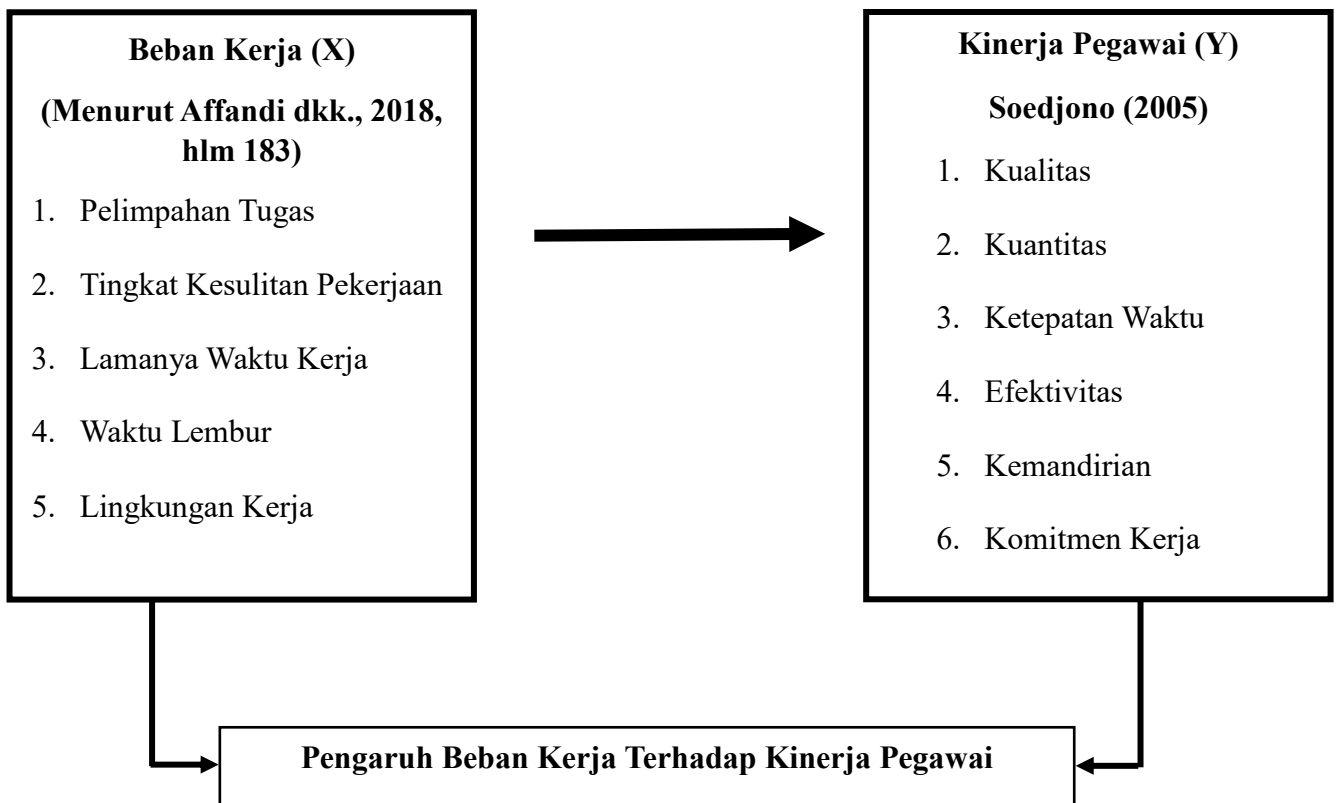 Beban Kerja (X)
(Menurut Affandi dkk., 2018,
hlm 183)
1. Pelimpahan Tugas
2. Tingkat Kesulitan Pekerjaan
3. Lamanya Waktu Kerja
4. Waktu Lembur
5. Lingkungan Kerja
Kinerja Pegawai (Y)
Soedjono (2005)
1. Kualitas
2. Kuantitas
3. Ketepatan Waktu
4. Efektivitas
5. Kemandirian
6. Komitmen Kerja
Pengaruh Beban Kerja Terhadap Kinerja Pegawai